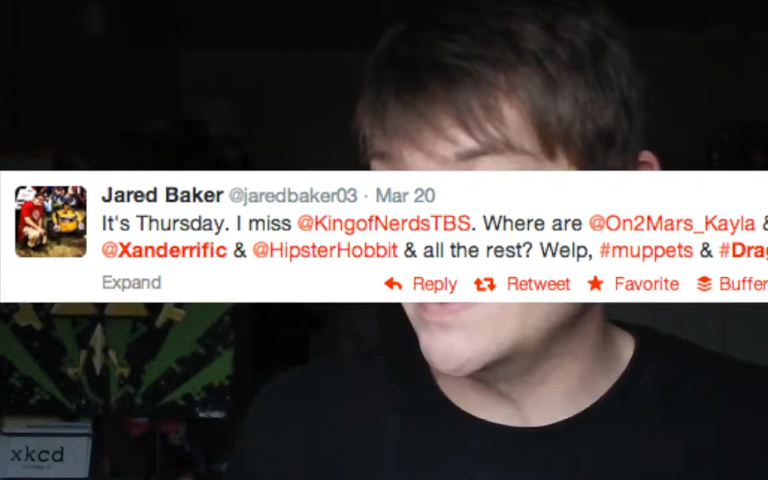 Jared Baker @jaredbaker03 · Mar 20
It's Thursday. I miss @KingofNerdsTBS. Where are @On2Mars_Kayla &
@Xanderrific & @HipsterHobbit & all the rest? Welp, #muppets & #Drag
Expand Reply Retweet Favorite Buffer
xkcd